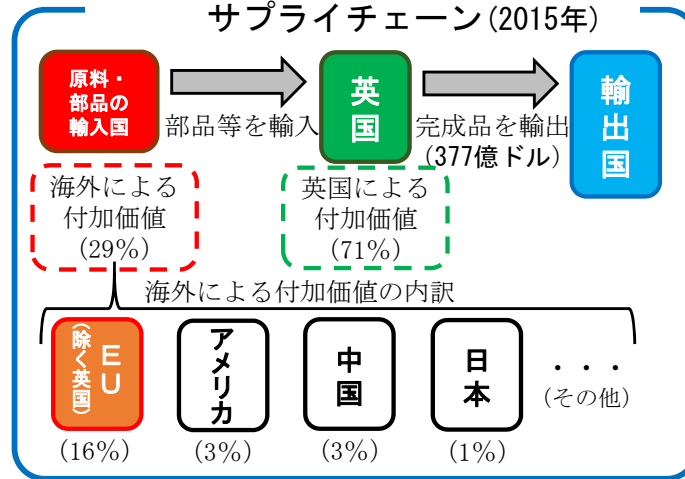 サプライチェーン(2015年)
原料・
部品の
輸入国
部品等を輸入
英国
完成品を輸出
(377億ドル)
輸出国
海外による
付加価値
(29%)
英国による
付加価値
(71%)
海外による付加価値の内訳
EU
(除く英国)
(16%)
アメリカ
(3%)
中国
(3%)
日本
(1%)
・・・
(その他)